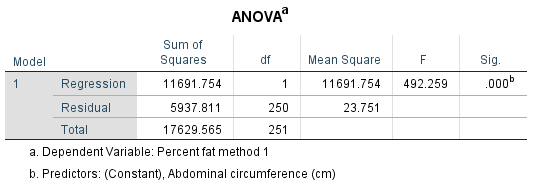 ANOVAa
Model Sum of Squares df Mean Square F Sig.
1 Regression 11691.754 1 11691.754 492.259 .000b
Residual 5937.811 250 23.751
Total 17629.565 251
a. Dependent Variable: Percent fat method 1
b. Predictors: (Constant), Abdominal circumference (cm)